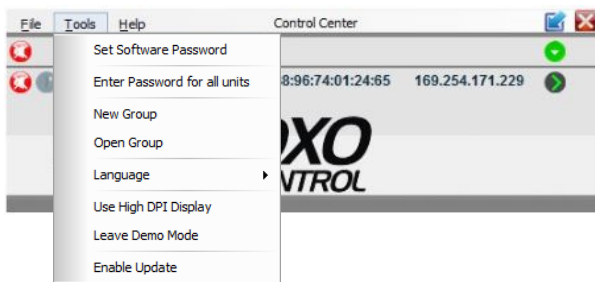 File Tools Help Control Center
Set Software Password
Enter Password for all units 8:96:74:01:24:65 169.254.171.229
New Group
Open Group
XO
Language NTROL
Use High DPI Display
Leave Demo Mode
Enable Update